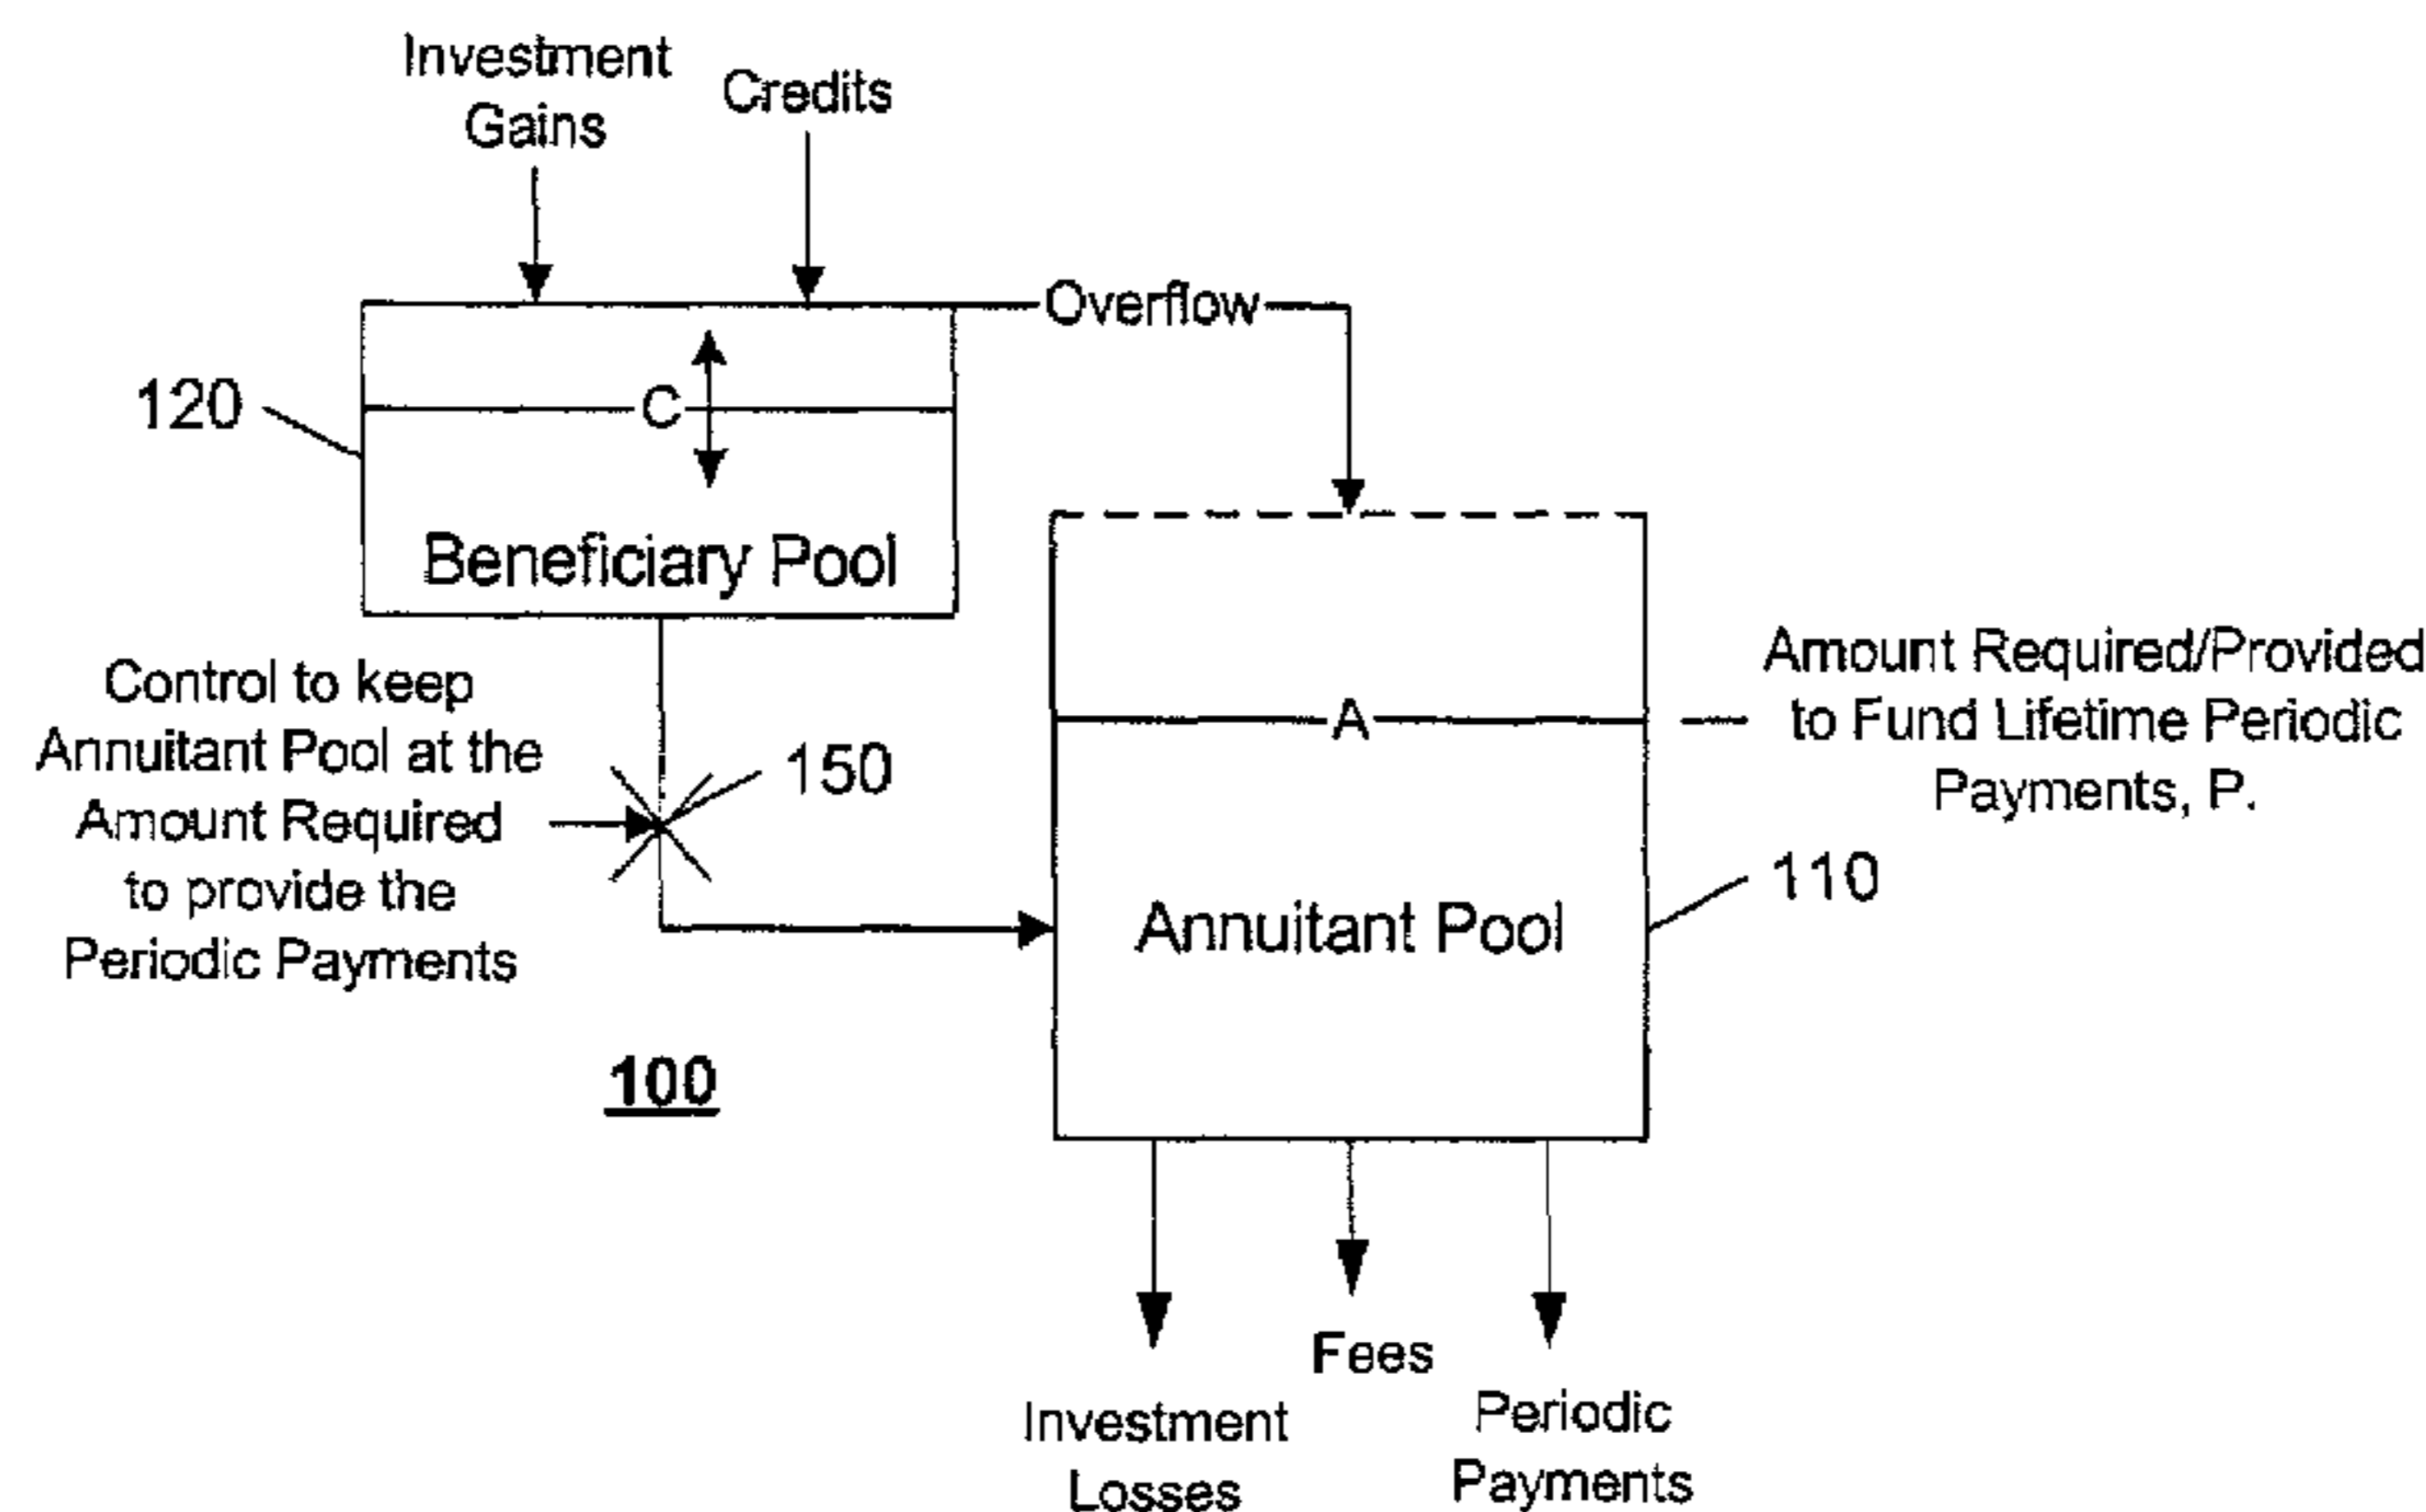 Investment
Gains
Credits
Overflow
120
C
Beneficiary Pool
Control to keep
Annuitant Pool at the
Amount Required
to provide the
Periodic Payments
150
A
Amount Required/Provided
to Fund Lifetime Periodic
Payments, P.
110
Annuitant Pool
100
Investment
Losses
Fees
Periodic
Payments